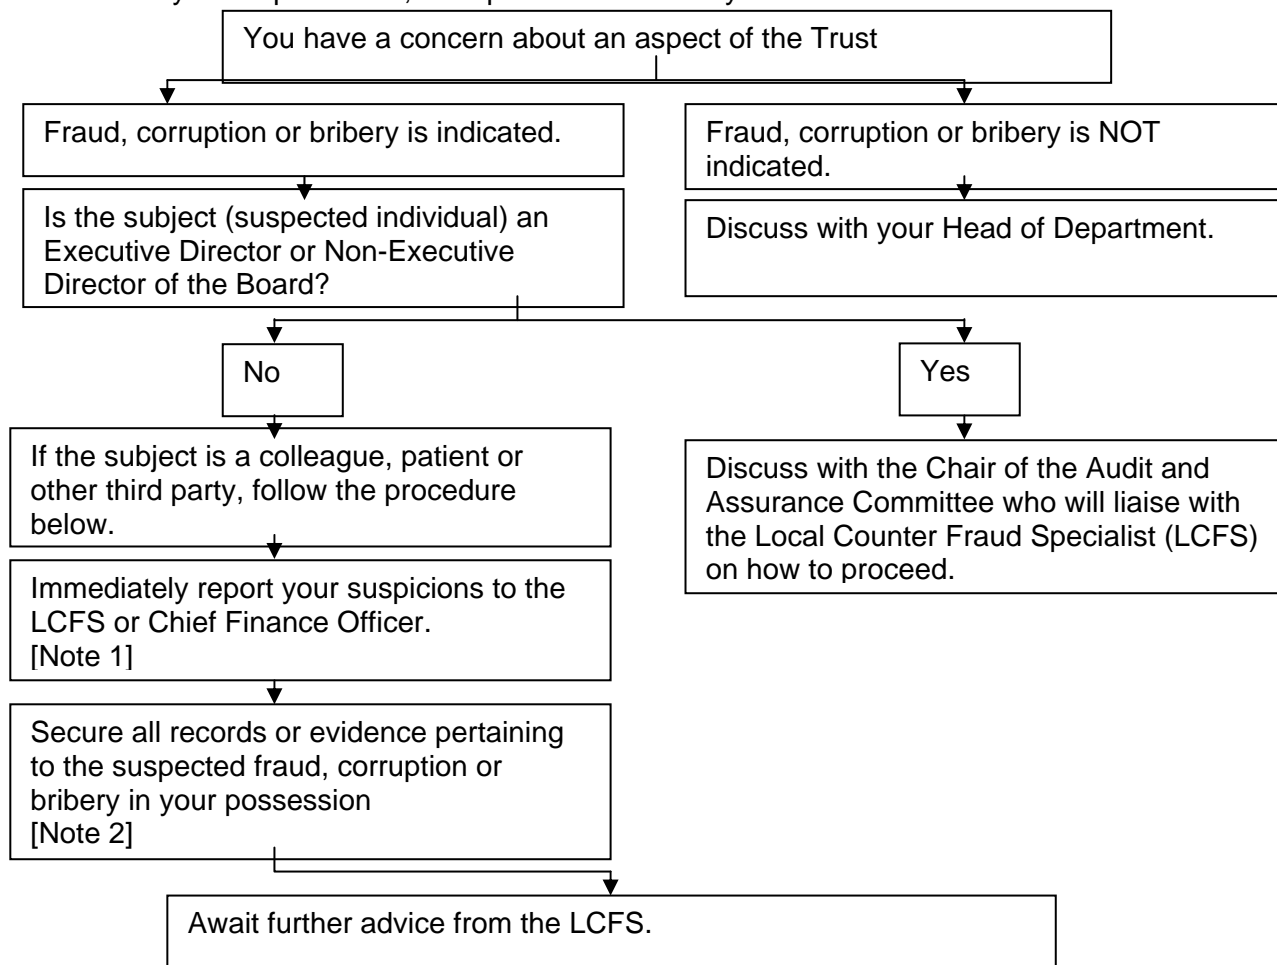 You have a concern about an aspect of the Trust
Fraud, corruption or bribery is indicated.
Fraud, corruption or bribery is NOT
indicated.
Is the subject (suspected individual) an
Executive Director or Non-Executive
Director of the Board?
Discuss with your Head of Department.
No
Yes
If the subject is a colleague, patient or
other third party, follow the procedure
below.
Discuss with the Chair of the Audit and
Assurance Committee who will liaise with
the Local Counter Fraud Specialist (LCFS)
on how to proceed.
Immediately report your suspicions to the
LCFS or Chief Finance Officer.
[Note 1]
Secure all records or evidence pertaining
to the suspected fraud, corruption or
bribery in your possession
[Note 2]
Await further advice from the LCFS.